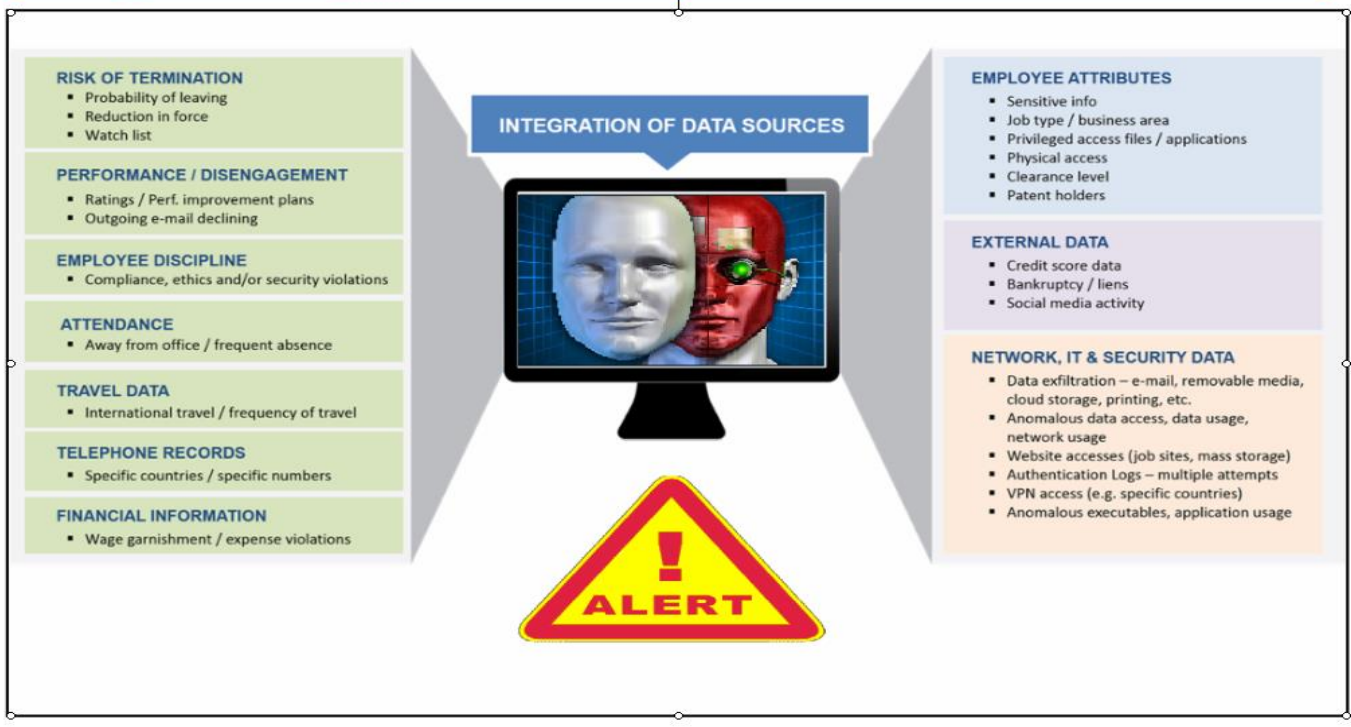 RISK OF TERMINATION
▪ Probability of leaving
▪ Reduction in force
▪ Watch list
PERFORMANCE / DISENGAGEMENT
▪ Ratings / Perf. improvement plans
▪ Outgoing e-mail declining
EMPLOYEE DISCIPLINE
▪ Compliance, ethics and/or security violations
ATTENDANCE
▪ Away from office / frequent absence
TRAVEL DATA
▪ International travel / frequency of travel
TELEPHONE RECORDS
▪ Specific countries / specific numbers
FINANCIAL INFORMATION
▪ Wage garnishment / expense violations
INTEGRATION OF DATA SOURCES
! 
ALERT
EMPLOYEE ATTRIBUTES
▪ Sensitive info
▪ Job type / business area
▪ Privileged access files / applications
▪ Physical access
▪ Clearance level
▪ Patent holders
EXTERNAL DATA
▪ Credit score data
▪ Bankruptcy / liens
▪ Social media activity
NETWORK, IT & SECURITY DATA
▪ Data exfiltration – e-mail, removable media,
cloud storage, printing, etc.
▪ Anomalous data access, data usage,
network usage
▪ Website accesses (job sites, mass storage)
▪ Authentication Logs – multiple attempts
▪ VPN access (e.g. specific countries)
▪ Anomalous executables, application usage